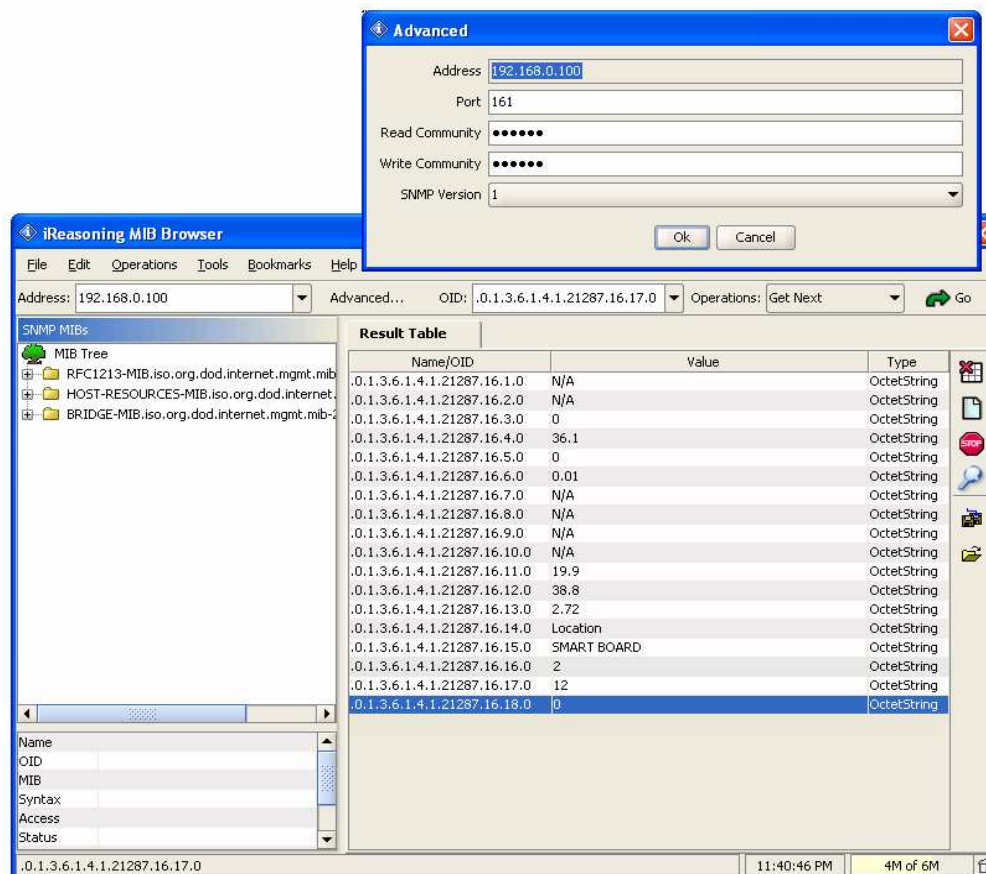 Advanced
Address 192.168.0.100
Port 161
Read Community ••••••
Write Community ••••••
SNMP Version 1
Ok Cancel
iReasoning MIB Browser
File Edit Operations Tools Bookmarks Help
Address: 192.168.0.100 Advanced... OID: .0.1.3.6.1.4.1.21287.16.17.0 Operations: Get Next Go
SNMP MIBs
MIB Tree
RFC1213-MIB.iso.org.dod.internet.mgmt.mib
HOST-RESOURCES-MIB.iso.org.dod.internet.
BRIDGE-MIB.iso.org.dod.internet.mgmt.mib-2
Result Table
Name/OID Value Type
.0.1.3.6.1.4.1.21287.16.1.0 N/A OctetString
.0.1.3.6.1.4.1.21287.16.2.0 N/A OctetString
.0.1.3.6.1.4.1.21287.16.3.0 0 OctetString
.0.1.3.6.1.4.1.21287.16.4.0 36.1 OctetString
.0.1.3.6.1.4.1.21287.16.5.0 0 OctetString
.0.1.3.6.1.4.1.21287.16.6.0 0.01 OctetString
.0.1.3.6.1.4.1.21287.16.7.0 N/A OctetString
.0.1.3.6.1.4.1.21287.16.8.0 N/A OctetString
.0.1.3.6.1.4.1.21287.16.9.0 N/A OctetString
.0.1.3.6.1.4.1.21287.16.10.0 N/A OctetString
.0.1.3.6.1.4.1.21287.16.11.0 19.9 OctetString
.0.1.3.6.1.4.1.21287.16.12.0 38.8 OctetString
.0.1.3.6.1.4.1.21287.16.13.0 2.72 OctetString
.0.1.3.6.1.4.1.21287.16.14.0 Location OctetString
.0.1.3.6.1.4.1.21287.16.15.0 SMART BOARD OctetString
.0.1.3.6.1.4.1.21287.16.16.0 2 OctetString
.0.1.3.6.1.4.1.21287.16.17.0 12 OctetString
.0.1.3.6.1.4.1.21287.16.18.0 0 OctetString
STOP
Name
OID
MIB
Syntax
Access
Status
.0.1.3.6.1.4.1.21287.16.17.0 11:40:46 PM 4M of 6M